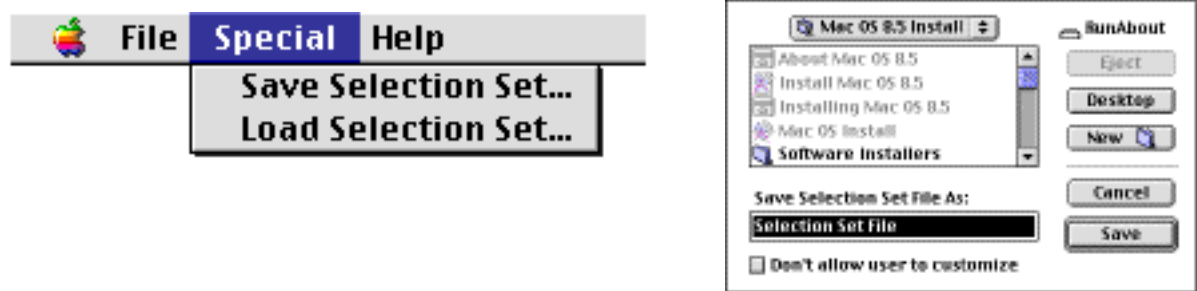 File Special Help
Save Selection Set...
Load Selection Set...
Mac OS 8.5 Install
RunAbout
About Mac OS 8.5
Install Mac OS 8.5
Installing Mac OS 8.5
Mac OS Install
Software Installers
Eject
Desktop
New
Save Selection Set File As:
Selection Set File
Don't allow user to customize
Cancel
Save